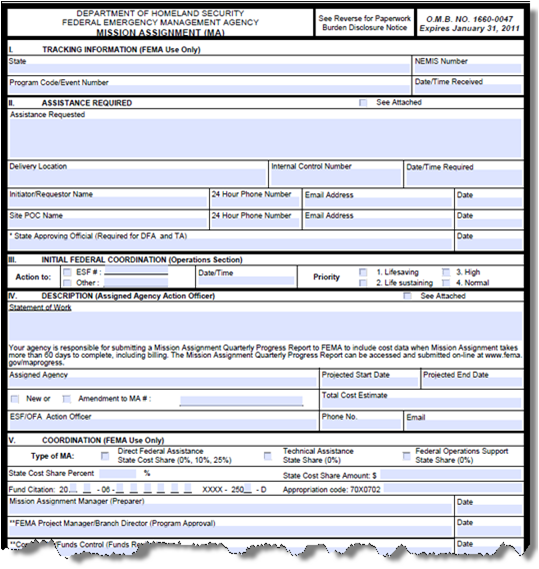 DEPARTMENT OF HOMELAND SECURITY
FEDERAL EMERGENCY MANAGEMENT AGENCY
MISSION ASSIGNMENT (MA)
See Reverse for Paperwork
Burden Disclosure Notice
O.M.B. NO. 1660-0047
Expires January 31, 2011
I. TRACKING INFORMATION (FEMA Use Only)
State NEMIS Number
Program Code/Event Number Date/Time Received
II. ASSISTANCE REQUIRED See Attached
Assistance Requested
Delivery Location Internal Control Number Date/Time Required
Initiator/Requestor Name 24 Hour Phone Number Email Address Date
Site POC Name 24 Hour Phone Number Email Address Date
* State Approving Official (Required for DFA and TA) Date
III. INITIAL FEDERAL COORDINATION (Operations Section)
Action to: ESF # : Date/Time Priority 1. Lifesaving 3. High
Other : 2. Life sustaining 4. Normal
IV. DESCRIPTION (Assigned Agency Action Officer) See Attached
Statement of Work
Your agency is responsible for submitting a Mission Assignment Quarterly Progress Report to FEMA to include cost data when Mission Assignment takes
more than 60 days to complete, including billing. The Mission Assignment Quarterly Progress Report can be accessed and submitted on-line at www.fema.
gov/maprogress.
Assigned Agency Projected Start Date Projected End Date
New or Amendment to MA # : Total Cost Estimate
ESF/OFA Action Officer Phone No. Email
V. COORDINATION (FEMA Use Only)
Type of MA: Direct Federal Assistance Technical Assistance Federal Operations Support
State Cost Share (0%, 10%, 25%) State Share (0%) State Share (0%)
State Cost Share Percent % State Cost Share Amount: $
Fund Citation: 20 - 06 - XXXX - 250 - D Appropriation code: 70X0702
Mission Assignment Manager (Preparer) Date
**FEMA Project Manager/Branch Director (Program Approval) Date
Funds Control (Funds Date